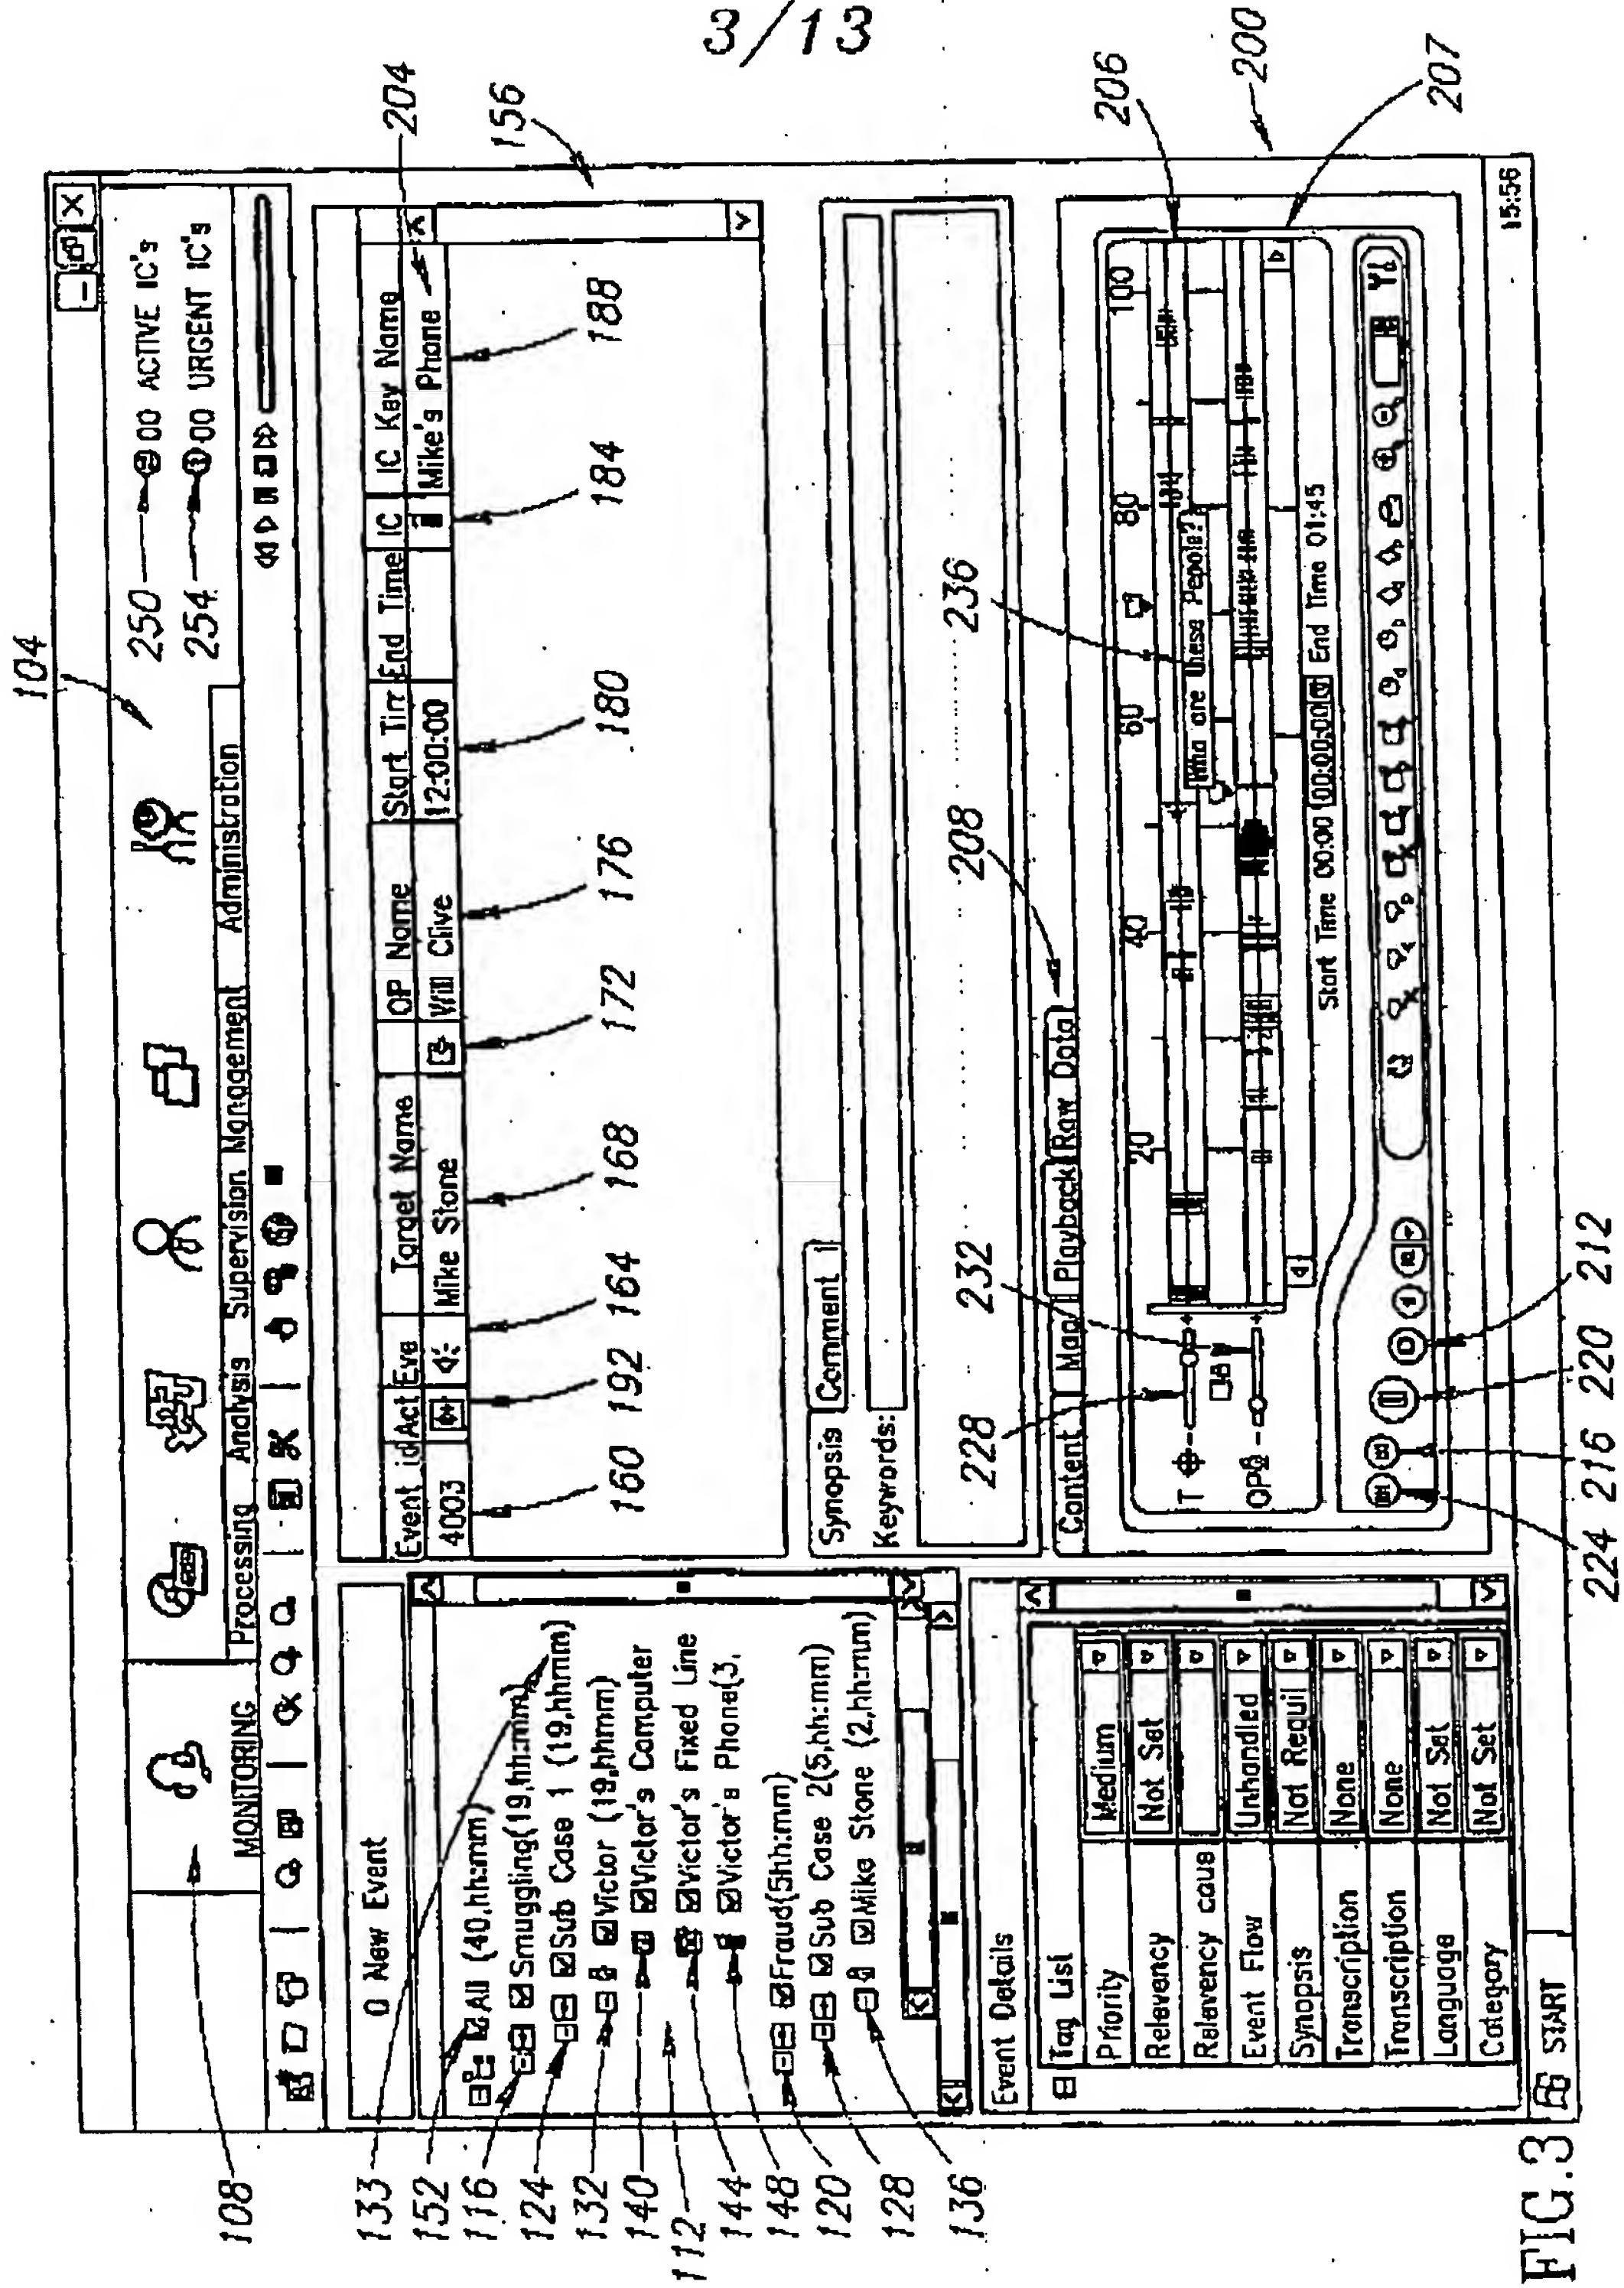 3/13
104
108
MONITORING
Processing Analysis Supervision Management Administration
250 00 ACTIVE IC's
254 00 URGENT IC's
0 New Event
133
152 All (40,hh:mm)
116 Smuggling(19,hh:mm)
124 Sub Case 1 (19,hhmm)
132 Victor (19,hhmm)
140 Victor's Computer
112
144 Victor's Fixed Line
148 Victor's Phone(3,
120 Fraud(5hh:mm)
128 Sub Case 2(5,hh:mm)
136 Mike Stone (2,hh:mm)
Event id Act Eve Target Name OP Name Start Tim End Time IC IC Key Name
4003 Mike Stone Will Clive 12:00:00 Mike's Phone
204
156
160 192 164 168 172 176 180 184 188
Synopsis Comment
Keywords:
Content Map Playback Raw Data
208
236
228 232
20 40 60 80 100
T
OP
Who are these Pepole?
Start Time 00:00 00:00:00 End Time 01:45
206
200
207
224 216 220 212
Event Details
Tag List
Priority Medium
Relevency Not Set
Relevency caus
Event Flow Unhandled
Synopsis Not Requil
Transcription None
Transcription None
Language Not Set
Category Not Set
START
15:56
FIG.3